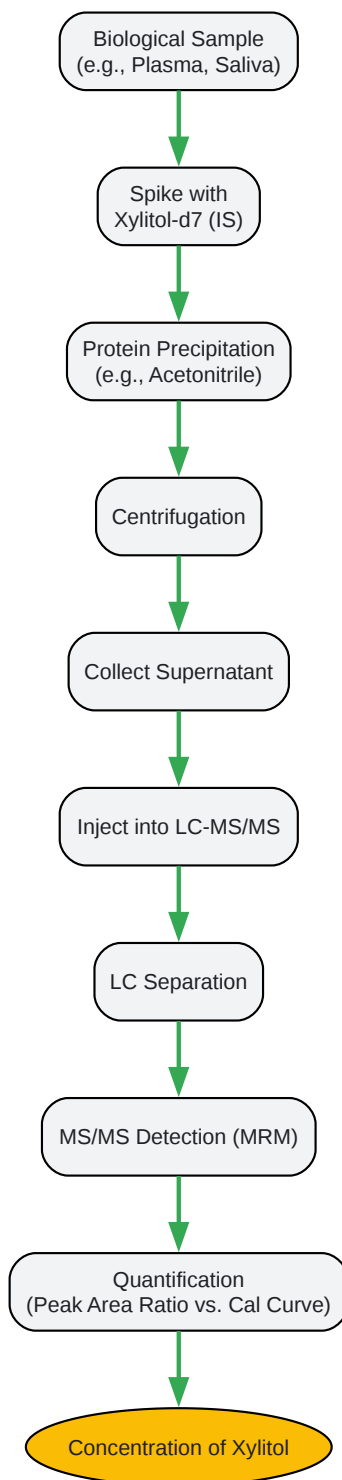 Biological Sample
(e.g., Plasma, Saliva)
Spike with
Xylitol-d7 (IS)
Protein Precipitation
(e.g., Acetonitrile)
Centrifugation
Collect Supernatant
Inject into LC-MS/MS
LC Separation
MS/MS Detection (MRM)
Quantification
(Peak Area Ratio vs. Cal Curve)
Concentration of Xylitol